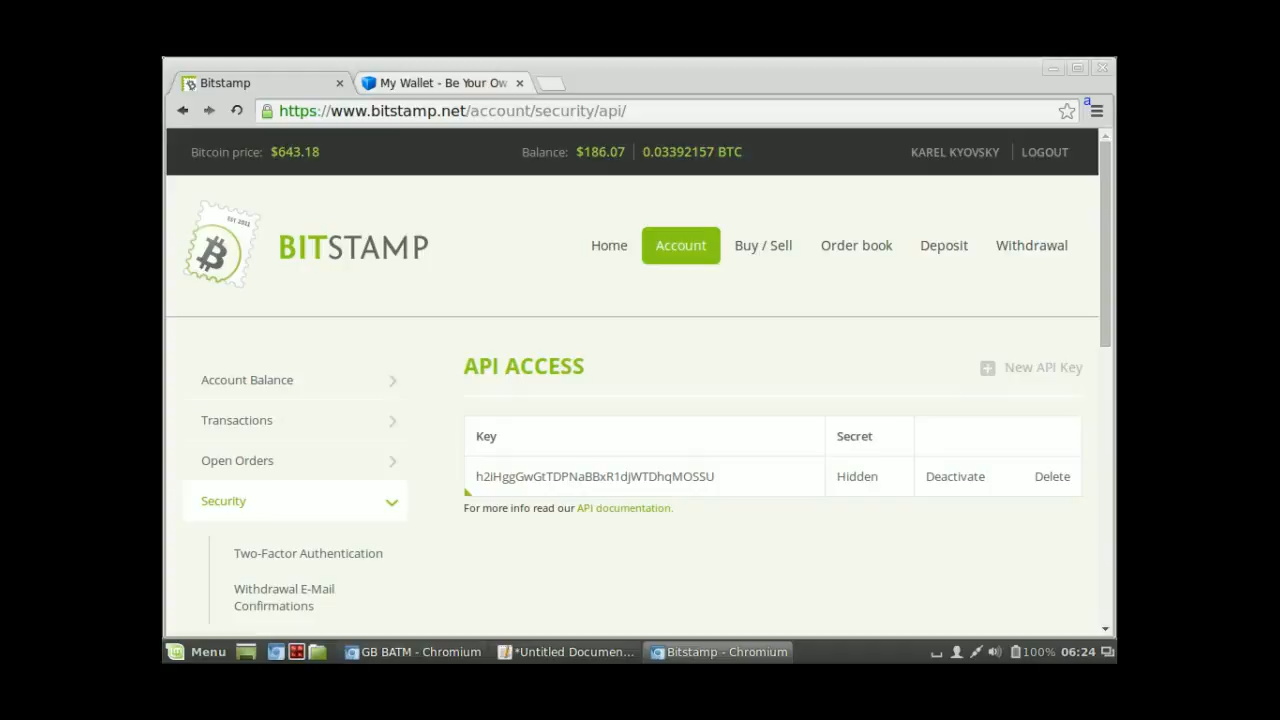 Bitstamp
My Wallet - Be Your Ow
https://www.bitstamp.net/account/security/api/
a
Bitcoin price: $643.18 Balance: $186.07 0.03392157 BTC KAREL KYOVSKY LOGOUT
EST 2011
BITSTAMP
Home Account Buy / Sell Order book Deposit Withdrawal
API ACCESS
New API Key
Account Balance
Transactions
Open Orders
Security
Two-Factor Authentication
Withdrawal E-Mail
Confirmations
Key Secret
h2iHggGwGtTDPNaBBxR1djWTDhqMOSSU Hidden Deactivate Delete
For more info read our API documentation.
Menu GB BATM - Chromium *Untitled Documen... Bitstamp - Chromium 100% 06:24